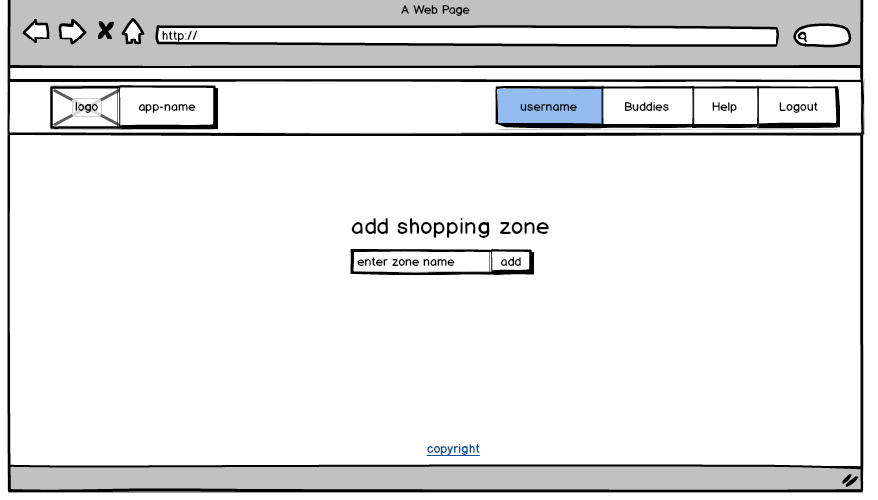 A Web Page
http://
logo app-name username Buddies Help Logout
add shopping zone
enter zone name add
copyright